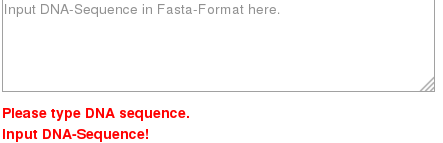 Input DNA-Sequence in Fasta-Format here.
Please type DNA sequence.
Input DNA-Sequence!